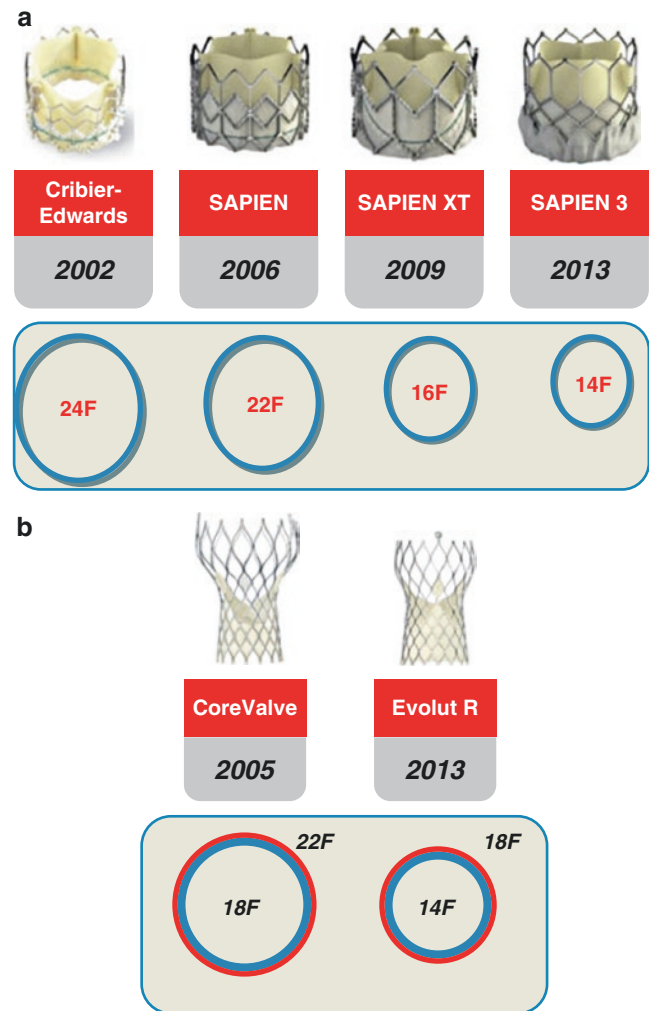 a
Cribier-
Edwards
SAPIEN
SAPIEN XT
SAPIEN 3
2002
2006
2009
2013
24F
22F
16F
14F
b
CoreValve
Evolut R
2005
2013
22F
18F
18F
14F